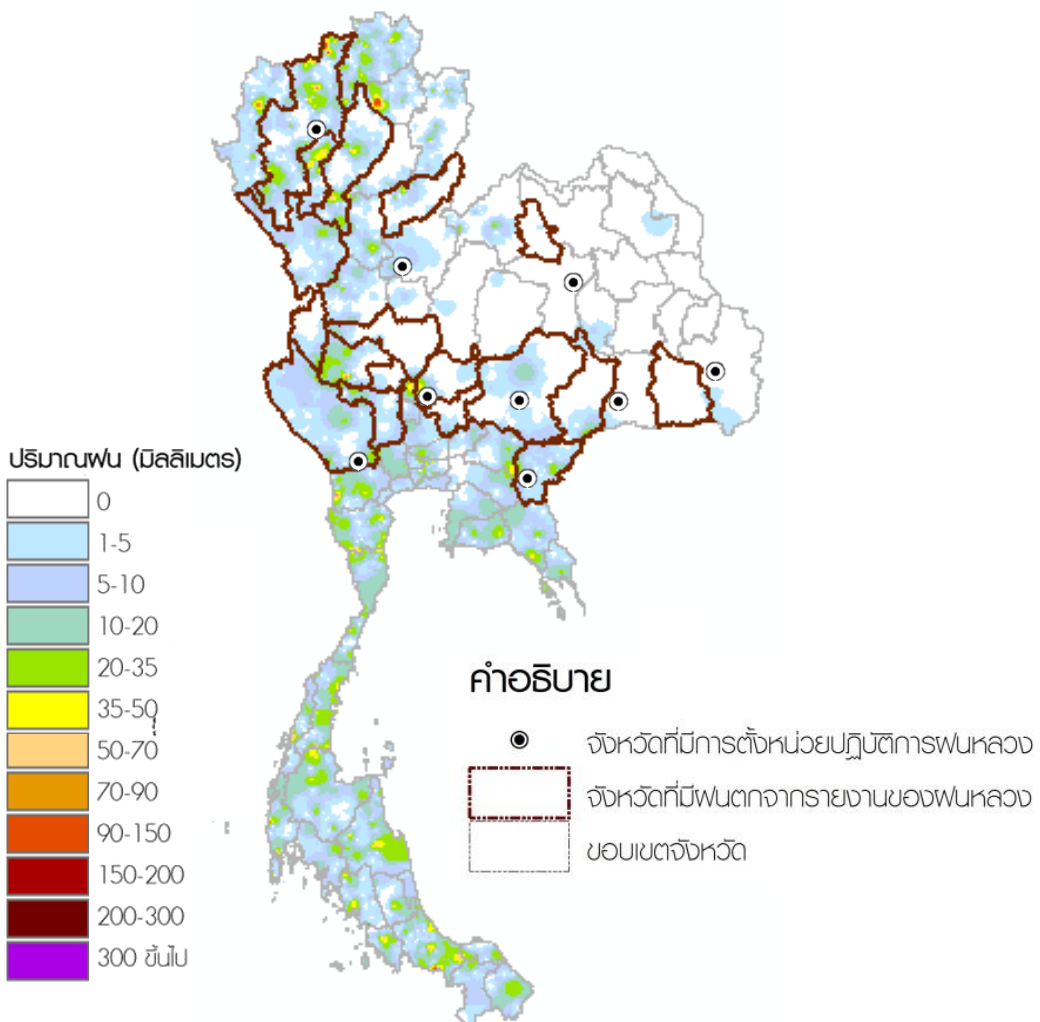 ปริมาณฝน (มิลลิเมตร)
0
1-5
5-10
10-20
20-35
35-50
50-70
70-90
90-150
150-200
200-300
300 ขึ้นไป
คำอธิบาย
จังหวัดที่มีการตั้งหน่วยปฏิบัติการฝนหลวง
จังหวัดที่มีฝนตกจากรายงานของฝนหลวง
ขอบเขตจังหวัด